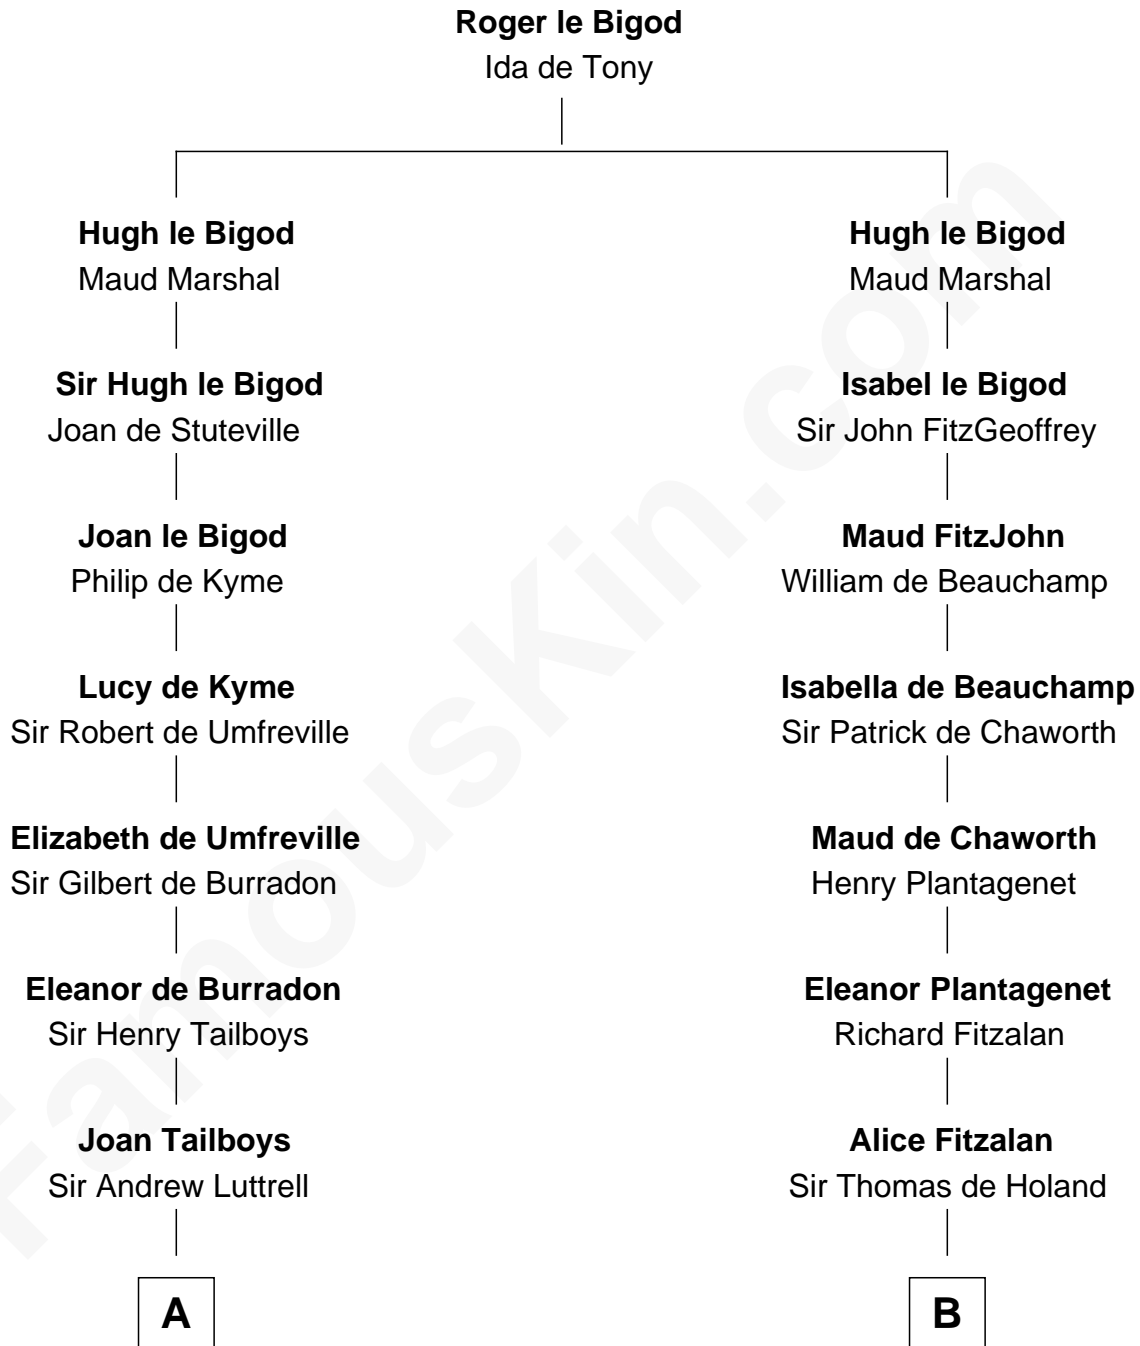 Roger le Bigod
Ida de Tony
Hugh le Bigod
Maud Marshal
Sir Hugh le Bigod
Joan de Stuteville
Joan le Bigod
Philip de Kyme
Lucy de Kyme
Sir Robert de Umfreville
Elizabeth de Umfreville
Sir Gilbert de Burradon
Eleanor de Burradon
Sir Henry Tailboys
Joan Tailboys
Sir Andrew Luttrell
A
Hugh le Bigod
Maud Marshal
Isabel le Bigod
Sir John FitzGeoffrey
Maud FitzJohn
William de Beauchamp
Isabella de Beauchamp
Sir Patrick de Chaworth
Maud de Chaworth
Henry Plantagenet
Eleanor Plantagenet
Richard Fitzalan
Alice Fitzalan
Sir Thomas de Holand
B
FamousKin.com